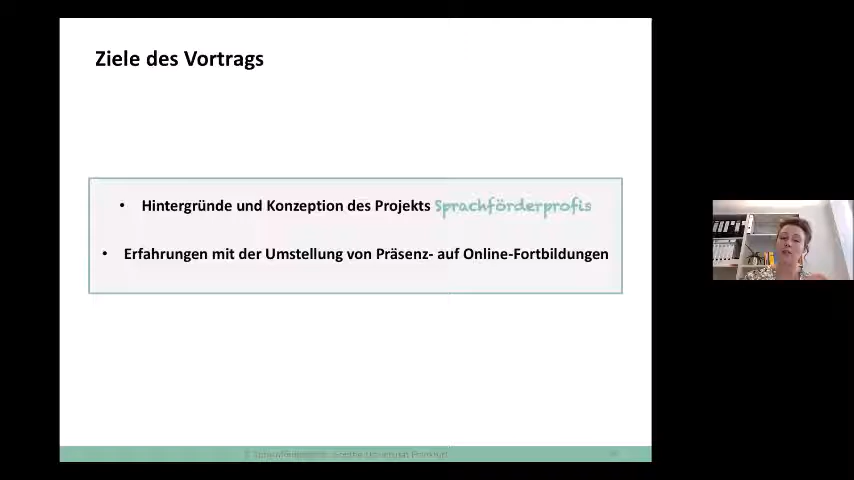 Ziele des Vortrags
• Hintergründe und Konzeption des Projekts Sprachförderprofis
• Erfahrungen mit der Umstellung von Präsenz- auf Online-Fortbildungen